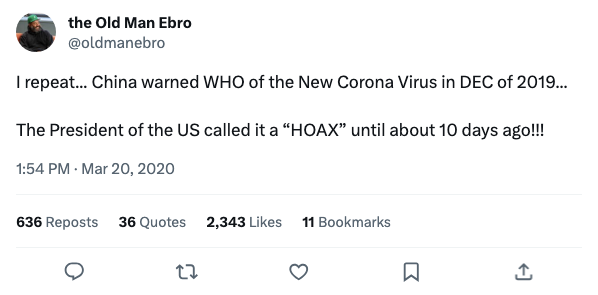 the Old Man Ebro
@oldmanebro
I repeat... China warned WHO of the New Corona Virus in DEC of 2019...
The President of the US called it a “HOAX” until about 10 days ago!!!
1:54 PM · Mar 20, 2020
636 Reposts 36 Quotes 2,343 Likes 11 Bookmarks